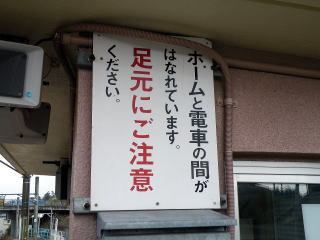 ホームと電車の間が
はなれています。
足元にご注意
ください。